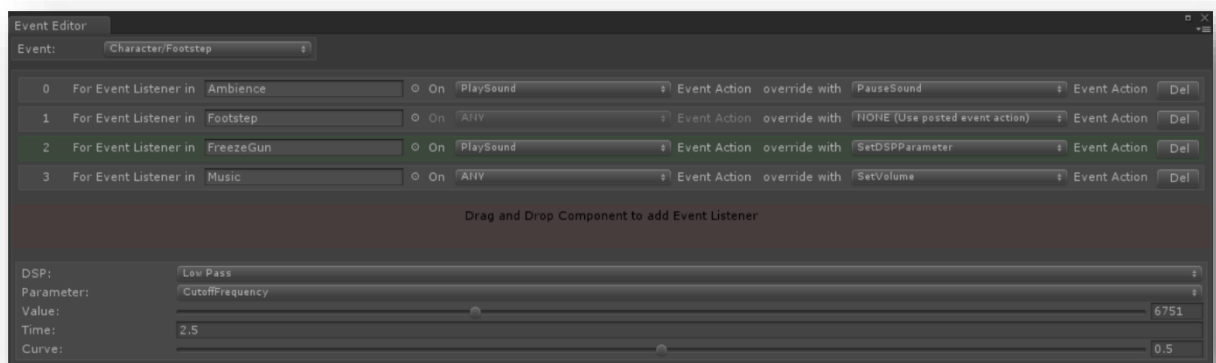 Event Editor
Event: Character/Footstep
0 For Event Listener in Ambience On PlaySound Event Action override with PauseSound Event Action Del
1 For Event Listener in Footstep On ANY Event Action override with NONE (Use posted event action) Event Action Del
2 For Event Listener in FreezeGun On PlaySound Event Action override with SetDSPParameter Event Action Del
3 For Event Listener in Music On ANY Event Action override with SetVolume Event Action Del
Drag and Drop Component to add Event Listener
DSP: Low Pass
Parameter: CutoffFrequency
Value: 6751
Time: 2.5
Curve: 0.5